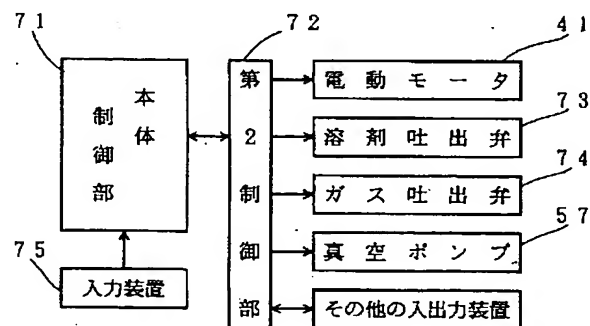 71
72
41
本体
制御部
第2制御部
電動モータ
73
溶剤吐出弁
74
ガス吐出弁
57
真空ポンプ
75
入力装置
その他の入出力装置